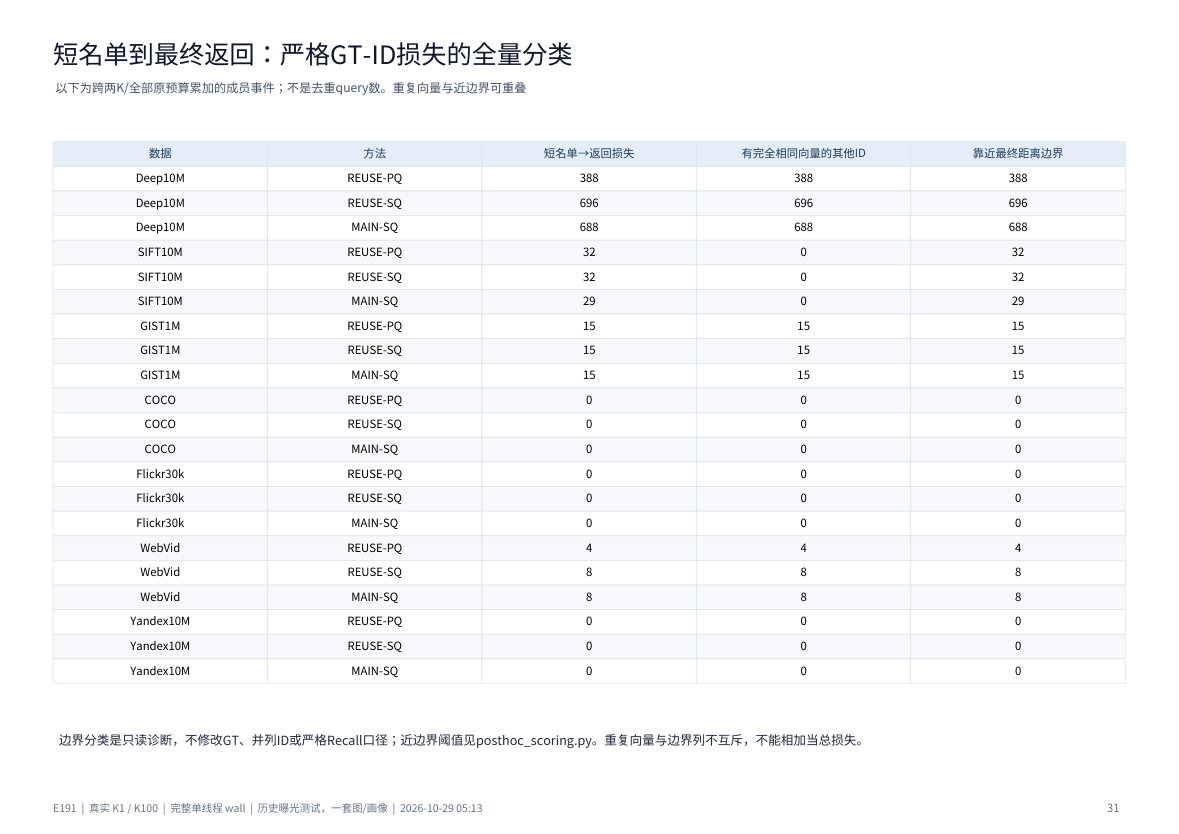 短名单到最终返回：严格GT-ID损失的全量分类
以下为跨两K/全部原预算累加的成员事件；不是去重query数。重复向量与近边界可重叠
数据 方法 短名单→返回损失 有完全相同向量的其他ID 靠近最终距离边界
Deep10M REUSE-PQ 388 388 388
Deep10M REUSE-SQ 696 696 696
Deep10M MAIN-SQ 688 688 688
SIFT10M REUSE-PQ 32 0 32
SIFT10M REUSE-SQ 32 0 32
SIFT10M MAIN-SQ 29 0 29
GIST1M REUSE-PQ 15 15 15
GIST1M REUSE-SQ 15 15 15
GIST1M MAIN-SQ 15 15 15
COCO REUSE-PQ 0 0 0
COCO REUSE-SQ 0 0 0
COCO MAIN-SQ 0 0 0
Flickr30k REUSE-PQ 0 0 0
Flickr30k REUSE-SQ 0 0 0
Flickr30k MAIN-SQ 0 0 0
WebVid REUSE-PQ 4 4 4
WebVid REUSE-SQ 8 8 8
WebVid MAIN-SQ 8 8 8
Yandex10M REUSE-PQ 0 0 0
Yandex10M REUSE-SQ 0 0 0
Yandex10M MAIN-SQ 0 0 0
边界分类是只读诊断，不修改GT、并列ID或严格Recall口径；近边界阈值见posthoc_scoring.py。重复向量与边界列不互斥，不能相加当总损失。
E191 | 真实 K1 / K100 | 完整单线程 wall | 历史曝光测试，一套图/画像 | 2026-10-29 05:13
31